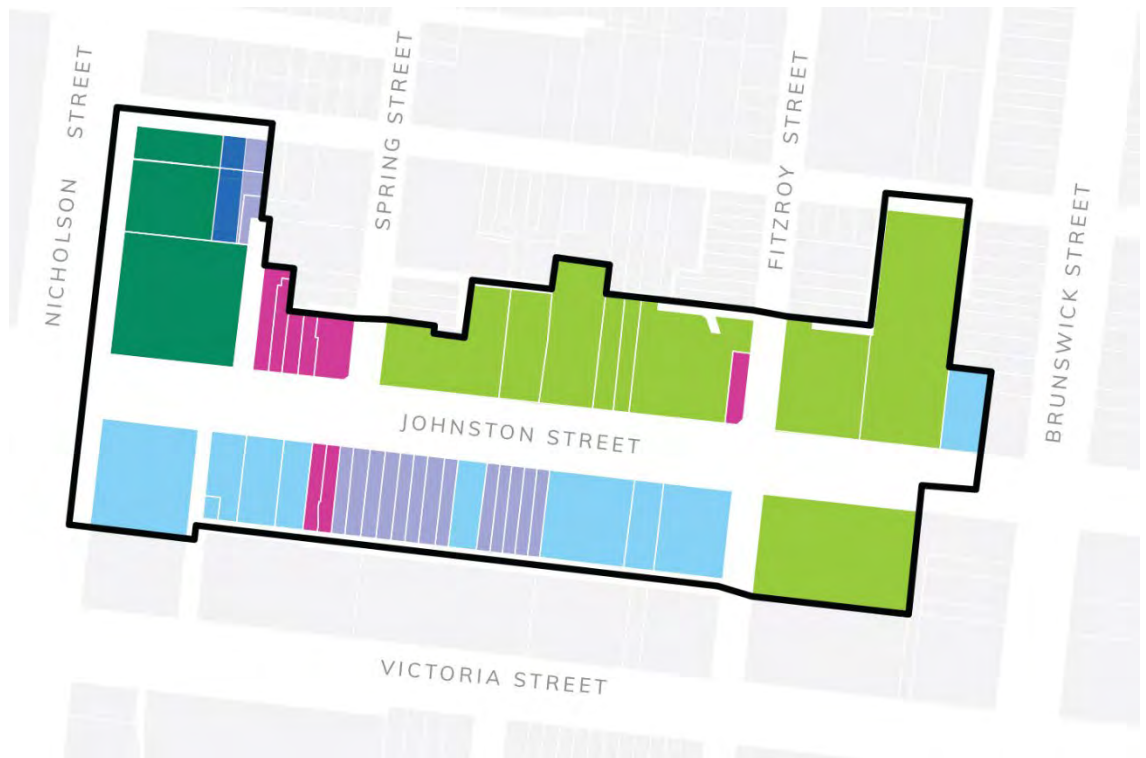 NICHOLSON STREET
SPRING STREET
FITZROY STREET
BRUNSWICK STREET
JOHNSTON STREET
VICTORIA STREET